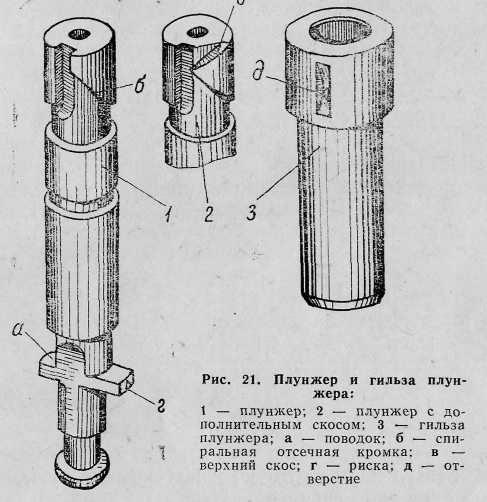 в
б
д
1
2
3
а
г
Рис. 21. Плунжер и гильза плун-
жера:
1 — плунжер; 2 — плунжер с до-
полнительным скосом; 3 — гильза
плунжера; а — поводок; б — спи-
ральная отсечная кромка; в —
верхний скос; г — риска; д — от-
верстие